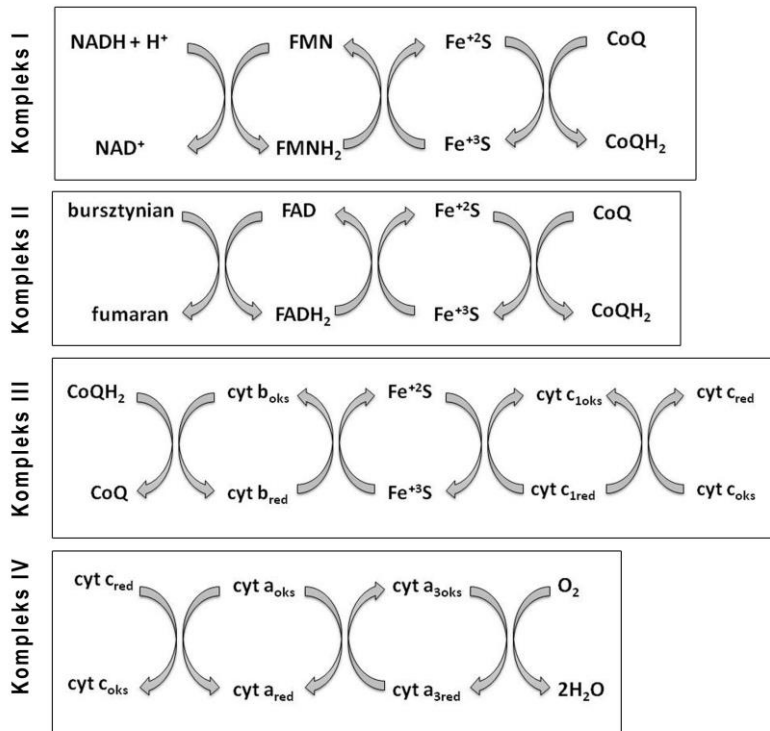 Kompleks I
NADH + H⁺ FMN Fe⁺²S CoQ
NAD⁺ FMNH₂ Fe⁺³S CoQH₂
Kompleks II
bursztynian FAD Fe⁺²S CoQ
fumaran FADH₂ Fe⁺³S CoQH₂
Kompleks III
CoQH₂ cyt b_oks Fe⁺²S cyt c_1oks cyt c_red
CoQ cyt b_red Fe⁺³S cyt c_1red cyt c_oks
Kompleks IV
cyt c_red cyt a_oks cyt a_3oks O₂
cyt c_oks cyt a_red cyt a_3red 2H₂O